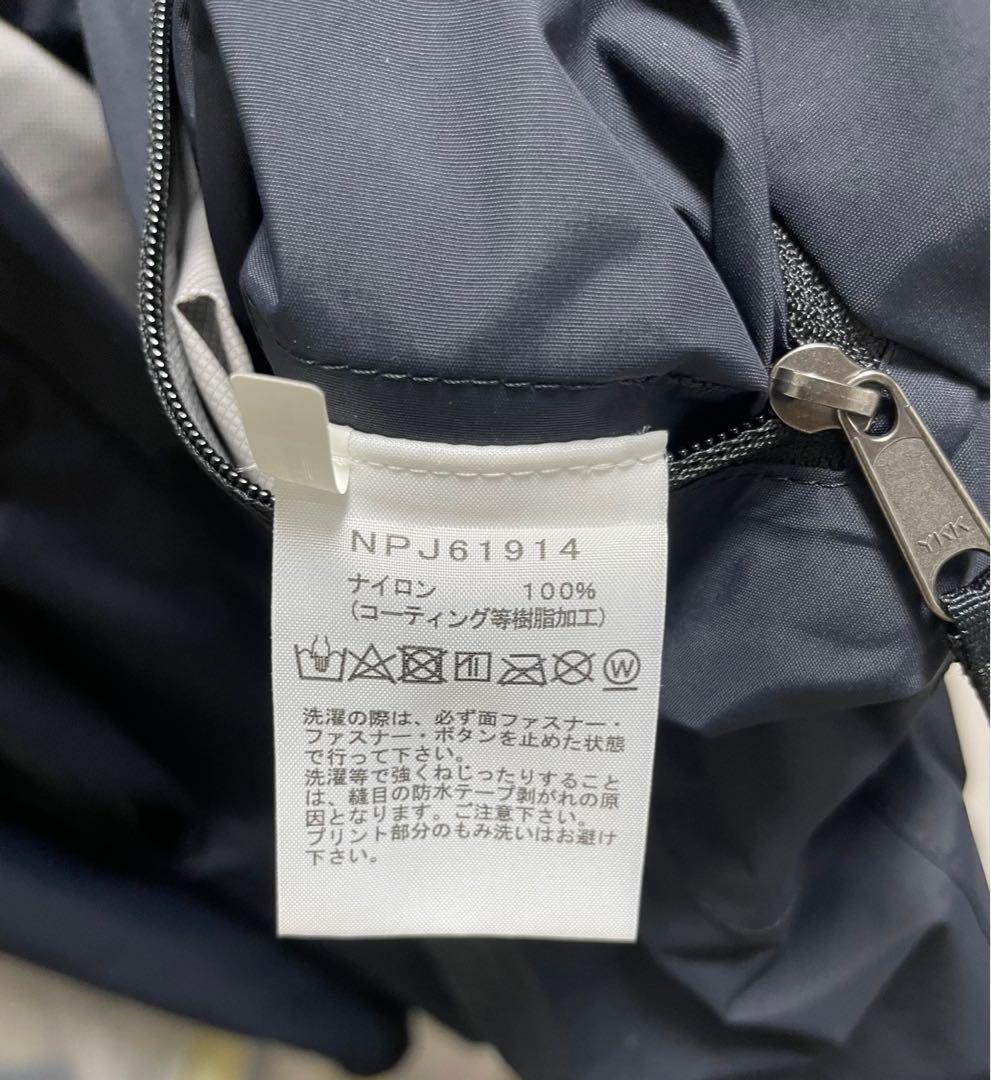 NPJ61914
ナイロン 100%
(コーティング等樹脂加工)
W
洗濯の際は、必ず面ファスナー・
ファスナー・ボタンを止めた状態
で行って下さい。
洗濯等で強くねじったりすること
は、縫目の防水テープ剥がれの原
因となります。ご注意下さい。
プリント部分のもみ洗いはお避け
下さい。
YKK